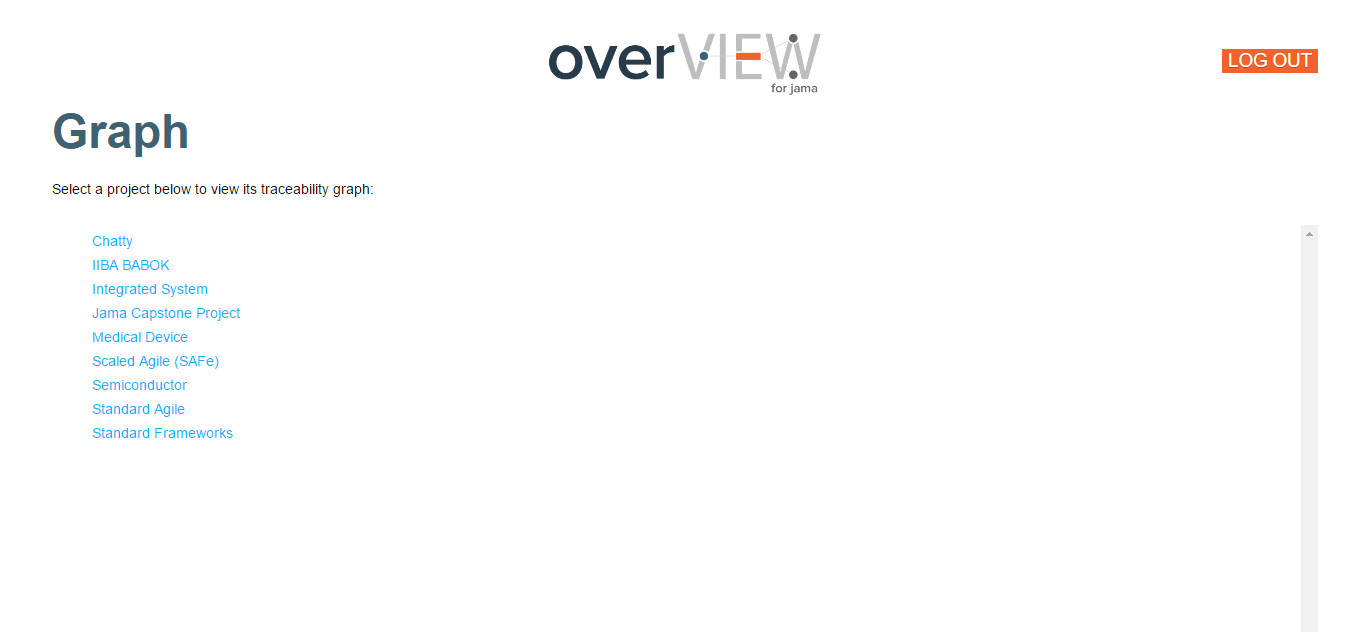 overVIEW
for jama
LOG OUT
Graph
Select a project below to view its traceability graph:
Chatty
IIBA BABOK
Integrated System
Jama Capstone Project
Medical Device
Scaled Agile (SAFe)
Semiconductor
Standard Agile
Standard Frameworks